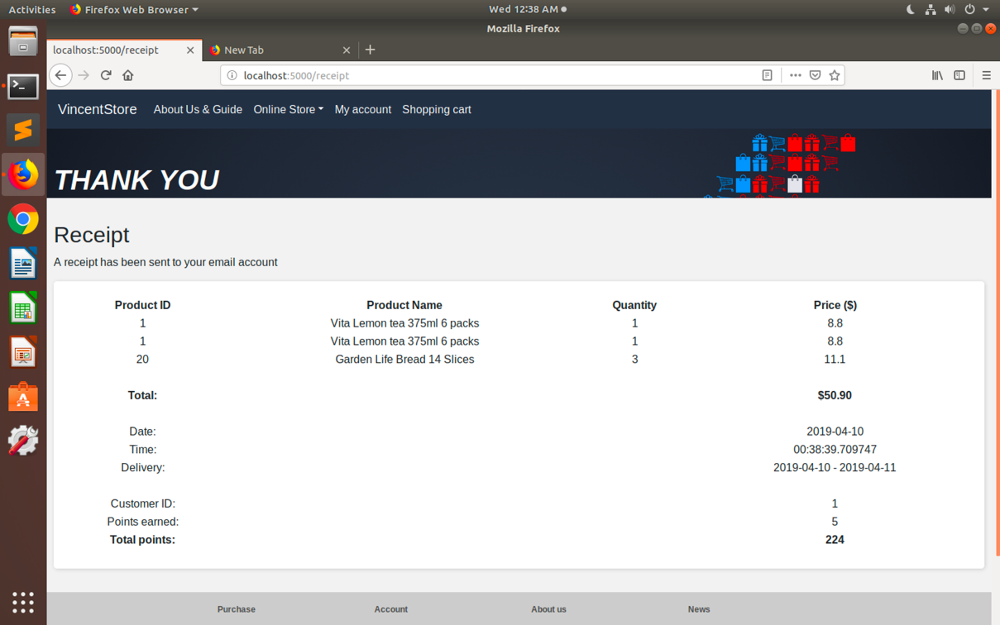 Activities Firefox Web Browser Wed 12:38 AM
Mozilla Firefox
localhost:5000/receipt New Tab
localhost:5000/receipt
VincentStore About Us & Guide Online Store My account Shopping cart
THANK YOU
Receipt
A receipt has been sent to your email account
Product ID Product Name Quantity Price ($)
1 Vita Lemon tea 375ml 6 packs 1 8.8
1 Vita Lemon tea 375ml 6 packs 1 8.8
20 Garden Life Bread 14 Slices 3 11.1
Total: $50.90
Date: 2019-04-10
Time: 00:38:39.709747
Delivery: 2019-04-10 - 2019-04-11
Customer ID: 1
Points earned: 5
Total points: 224
Purchase Account About us News